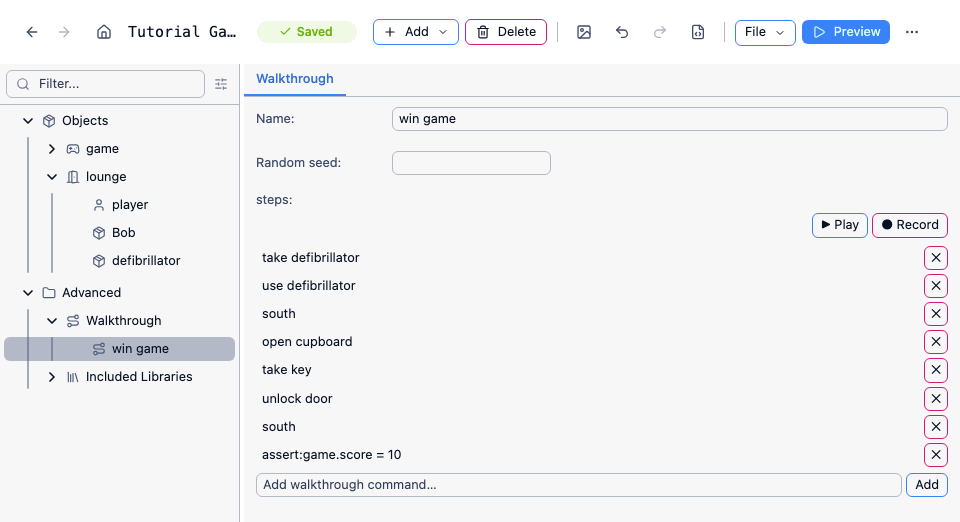 Tutorial Ga…
Saved
Add
Delete
File
Preview
Filter...
Objects
game
lounge
player
Bob
defibrillator
Advanced
Walkthrough
win game
Included Libraries
Walkthrough
Name:
win game
Random seed:
steps:
Play
Record
take defibrillator
use defibrillator
south
open cupboard
take key
unlock door
south
assert:game.score = 10
Add walkthrough command...
Add